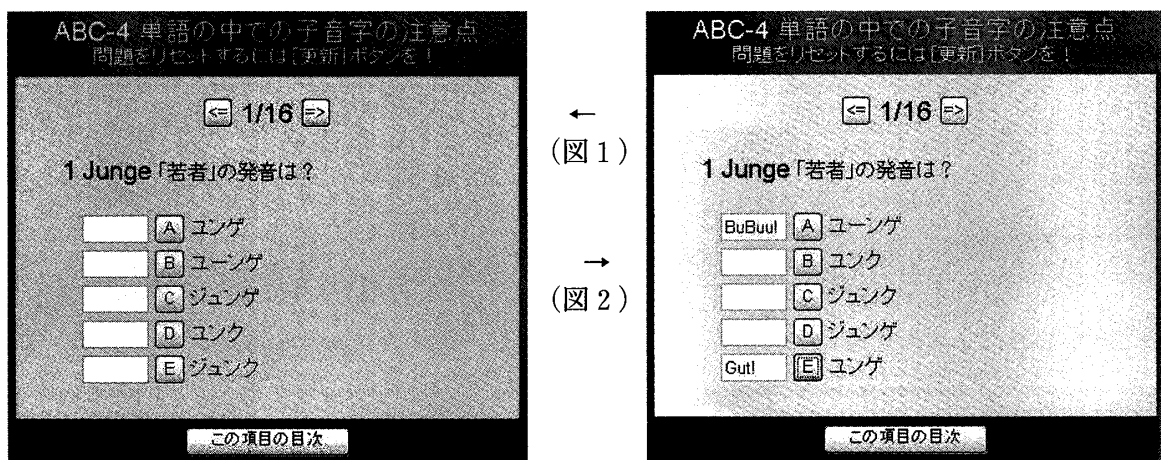 ABC-4 単語の中での子音字の注意点
問題をリセットするには[更新]ボタンを！
<= 1/16 =>
1 Junge 「若者」の発音は？
A ユンゲ
B ユーンゲ
C ジュンゲ
D ユンク
E ジュンク
この項目の目次
←
(図1)
→
(図2)
ABC-4 単語の中での子音字の注意点
問題をリセットするには[更新]ボタンを！
<= 1/16 =>
1 Junge 「若者」の発音は？
BuBuu! A ユーンゲ
B ユンク
C ジュンク
D ジュンゲ
Gut! E ユンゲ
この項目の目次